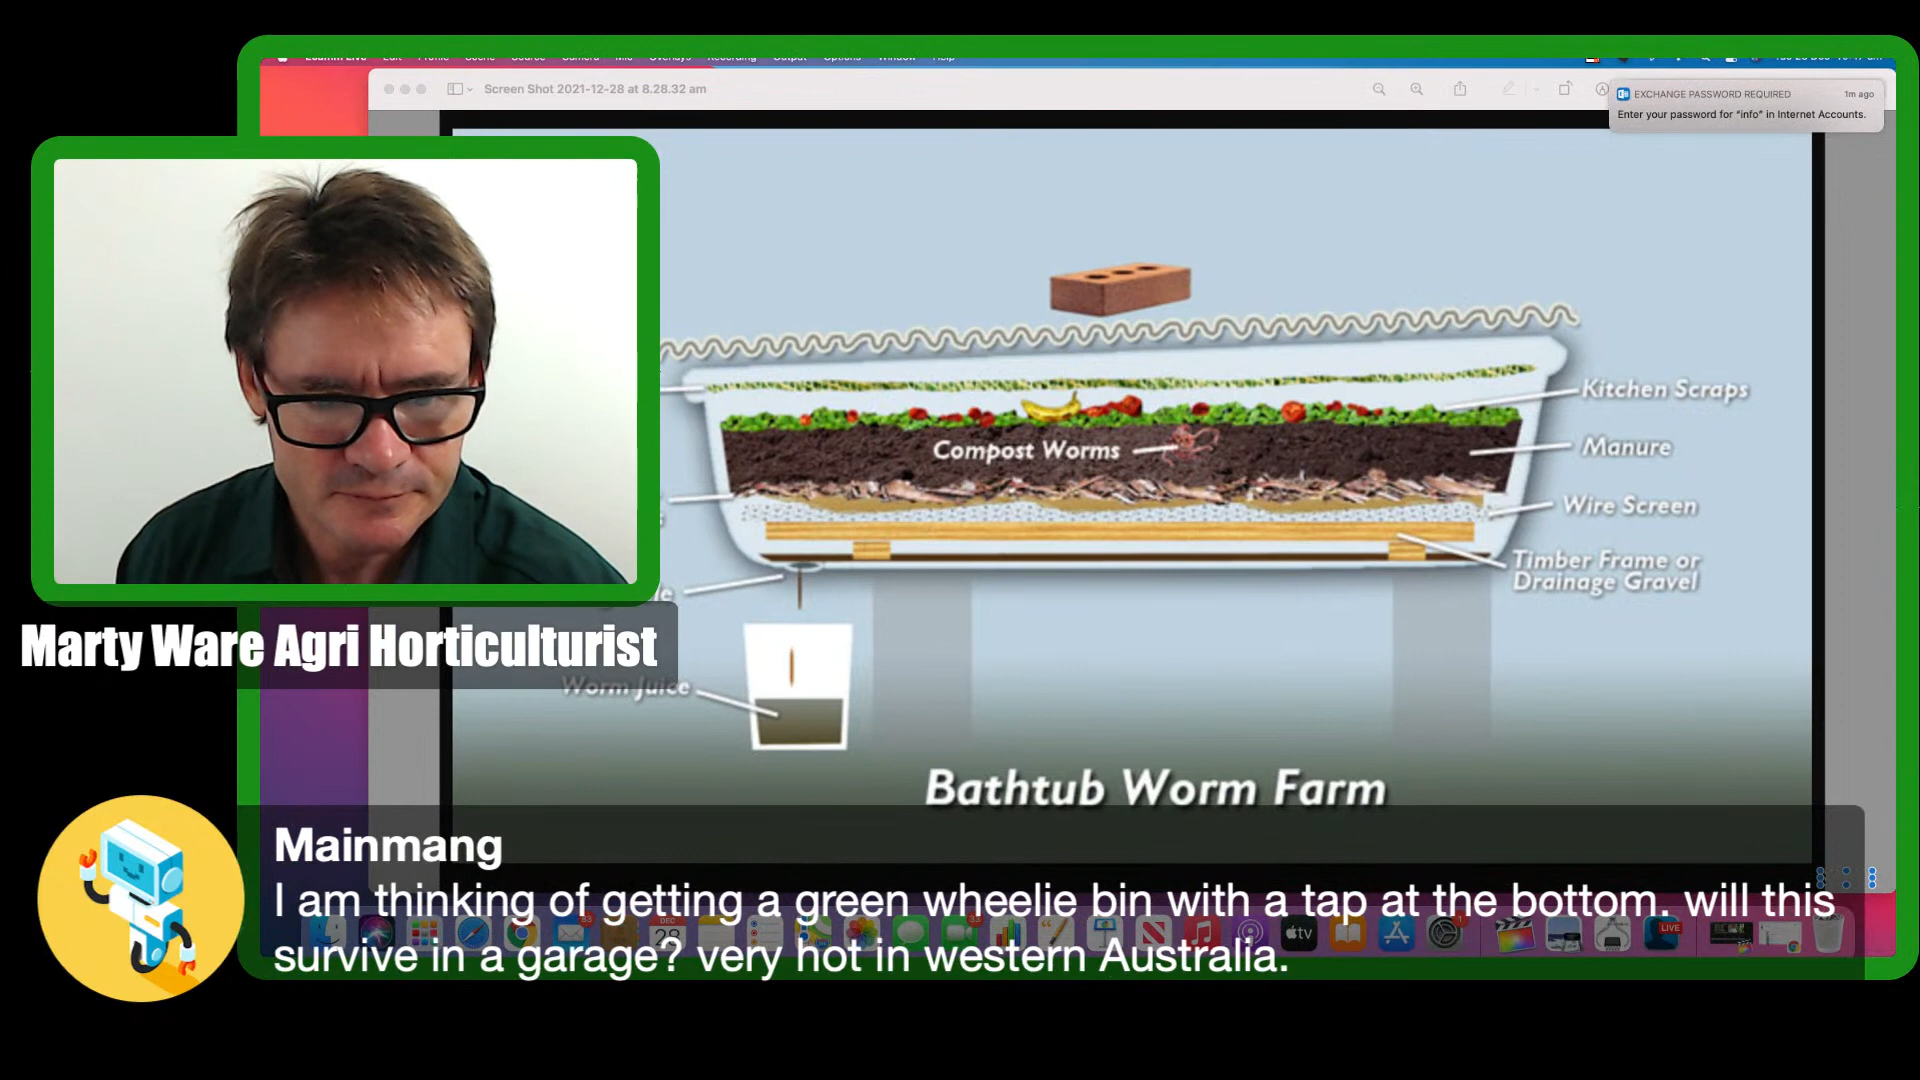 Screen Shot 2021-12-28 at 8.28.32 am
EXCHANGE PASSWORD REQUIRED
1m ago
Enter your password for "info" in Internet Accounts.
Kitchen Scraps
Compost Worms
Manure
Wire Screen
Timber Frame or
Drainage Gravel
Marty Ware Agri Horticulturist
Worm Juice
Bathtub Worm Farm
Mainmang
I am thinking of getting a green wheelie bin with a tap at the bottom. will this
survive in a garage? very hot in western Australia.